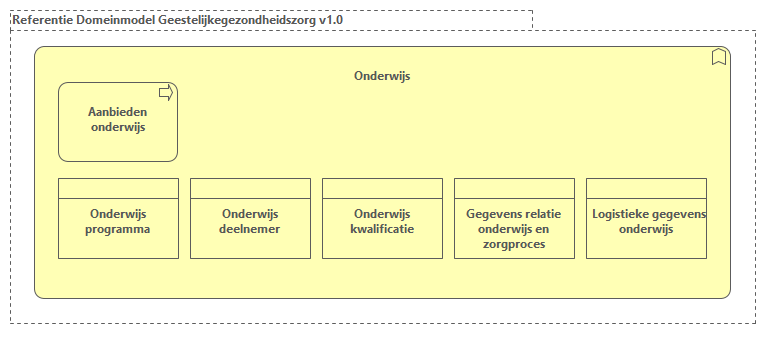 Referentie Domeinmodel Geestelijkegezondheidszorg v1.0
Onderwijs
Aanbieden
onderwijs
Onderwijs
programma
Onderwijs
deelnemer
Onderwijs
kwalificatie
Gegevens relatie
onderwijs en
zorgproces
Logistieke gegevens
onderwijs